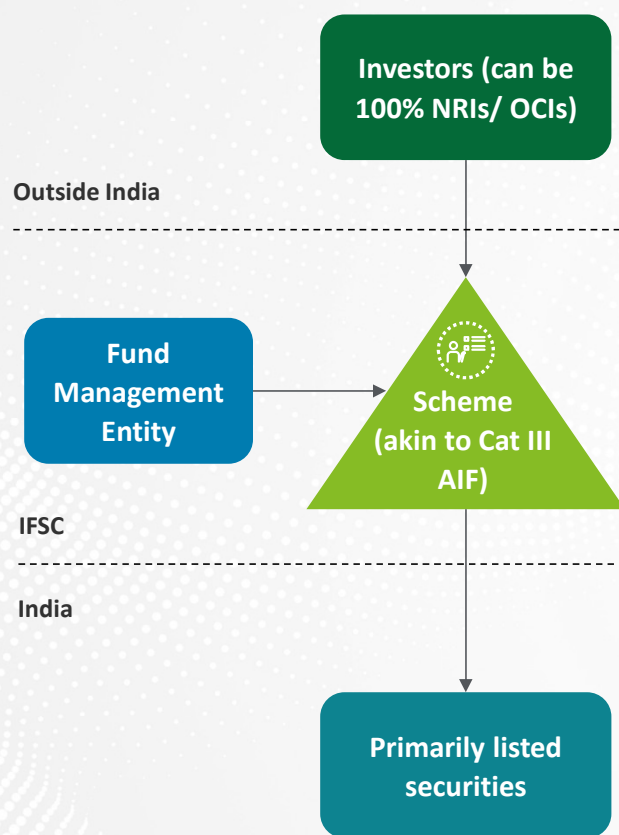 Investors (can be
100% NRIs/ OCIs)
Outside India
Fund
Management
Entity
Scheme
(akin to Cat III
AIF)
IFSC
India
Primarily listed
securities